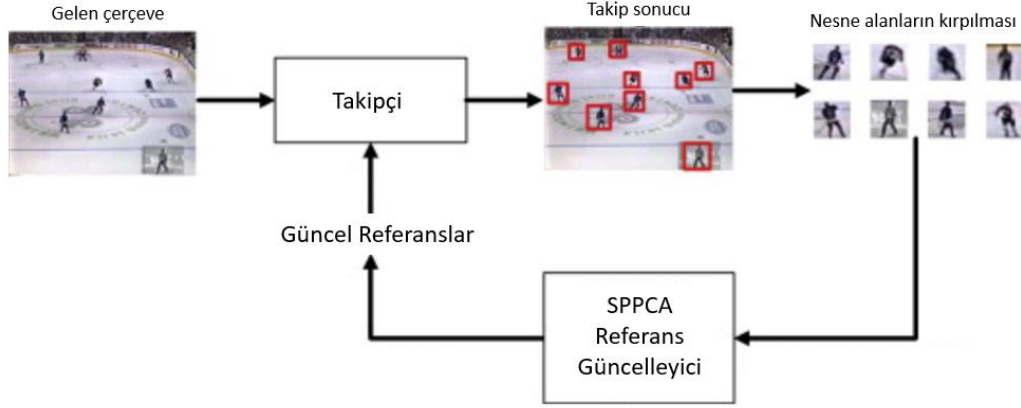 Gelen çerçeve
Takip sonucu
Nesne alanların kırpılması
Takipçi
Güncel Referanslar
SPPCA
Referans
Güncelleyici